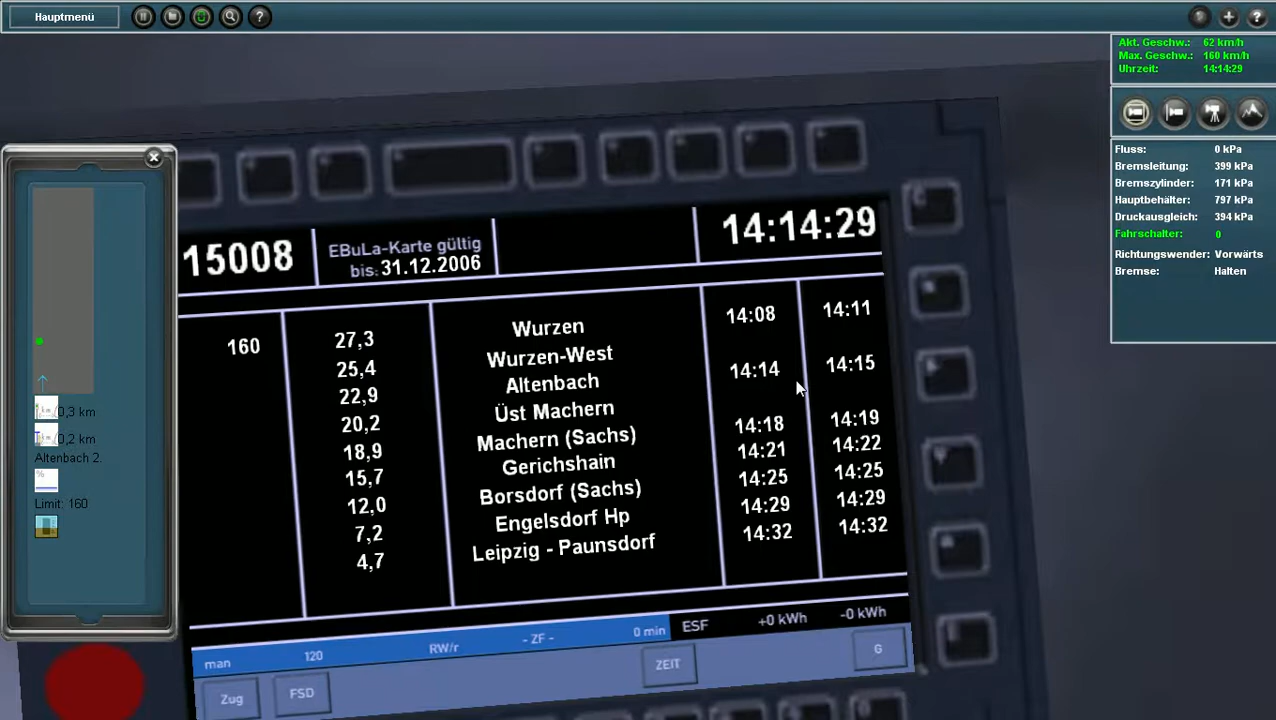 Hauptmenü
Akt. Geschw.: 62 km/h
Max. Geschw.: 160 km/h
Uhrzeit: 14:14:29
Fluss: 0 kPa
Bremsleitung: 399 kPa
Bremszylinder: 171 kPa
Hauptbehälter: 797 kPa
Druckausgleich: 394 kPa
Fahrschalter: 0
Richtungswender: Vorwärts
Bremse: Halten
0,3 km
0,2 km
Altenbach 2.
%
Limit: 160
15008 EBuLa-Karte gültig 14:14:29
bis: 31.12.2006
160 27,3 Wurzen 14:08 14:11
25,4 Wurzen-West
22,9 Altenbach 14:14 14:15
20,2 Üst Machern
18,9 Machern (Sachs) 14:18 14:19
15,7 Gerichshain 14:21 14:22
12,0 Borsdorf (Sachs) 14:25 14:25
7,2 Engelsdorf Hp 14:29 14:29
4,7 Leipzig - Paunsdorf 14:32 14:32
man 120 RW/r - ZF - 0 min ESF +0 kWh -0 kWh
Zug FSD ZEIT G